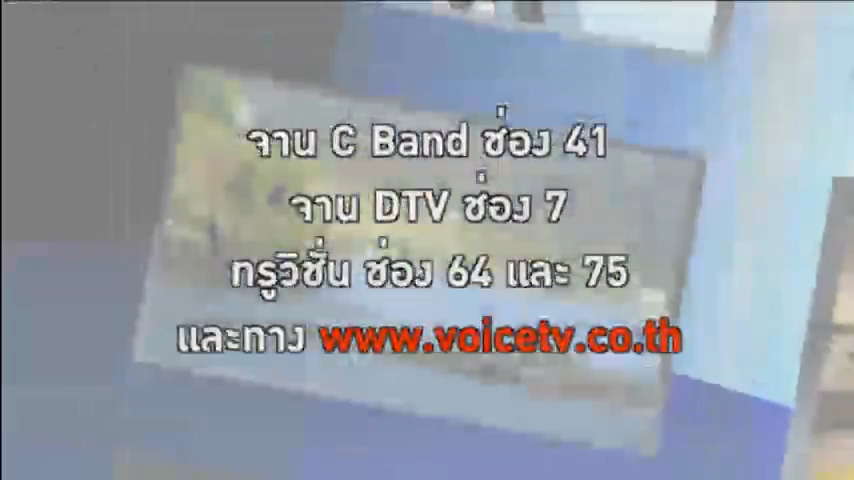 จาน C Band ช่อง 41
จาน DTV ช่อง 7
ทรูวิชั่น ช่อง 64 และ 75
และทาง www.voicetv.co.th